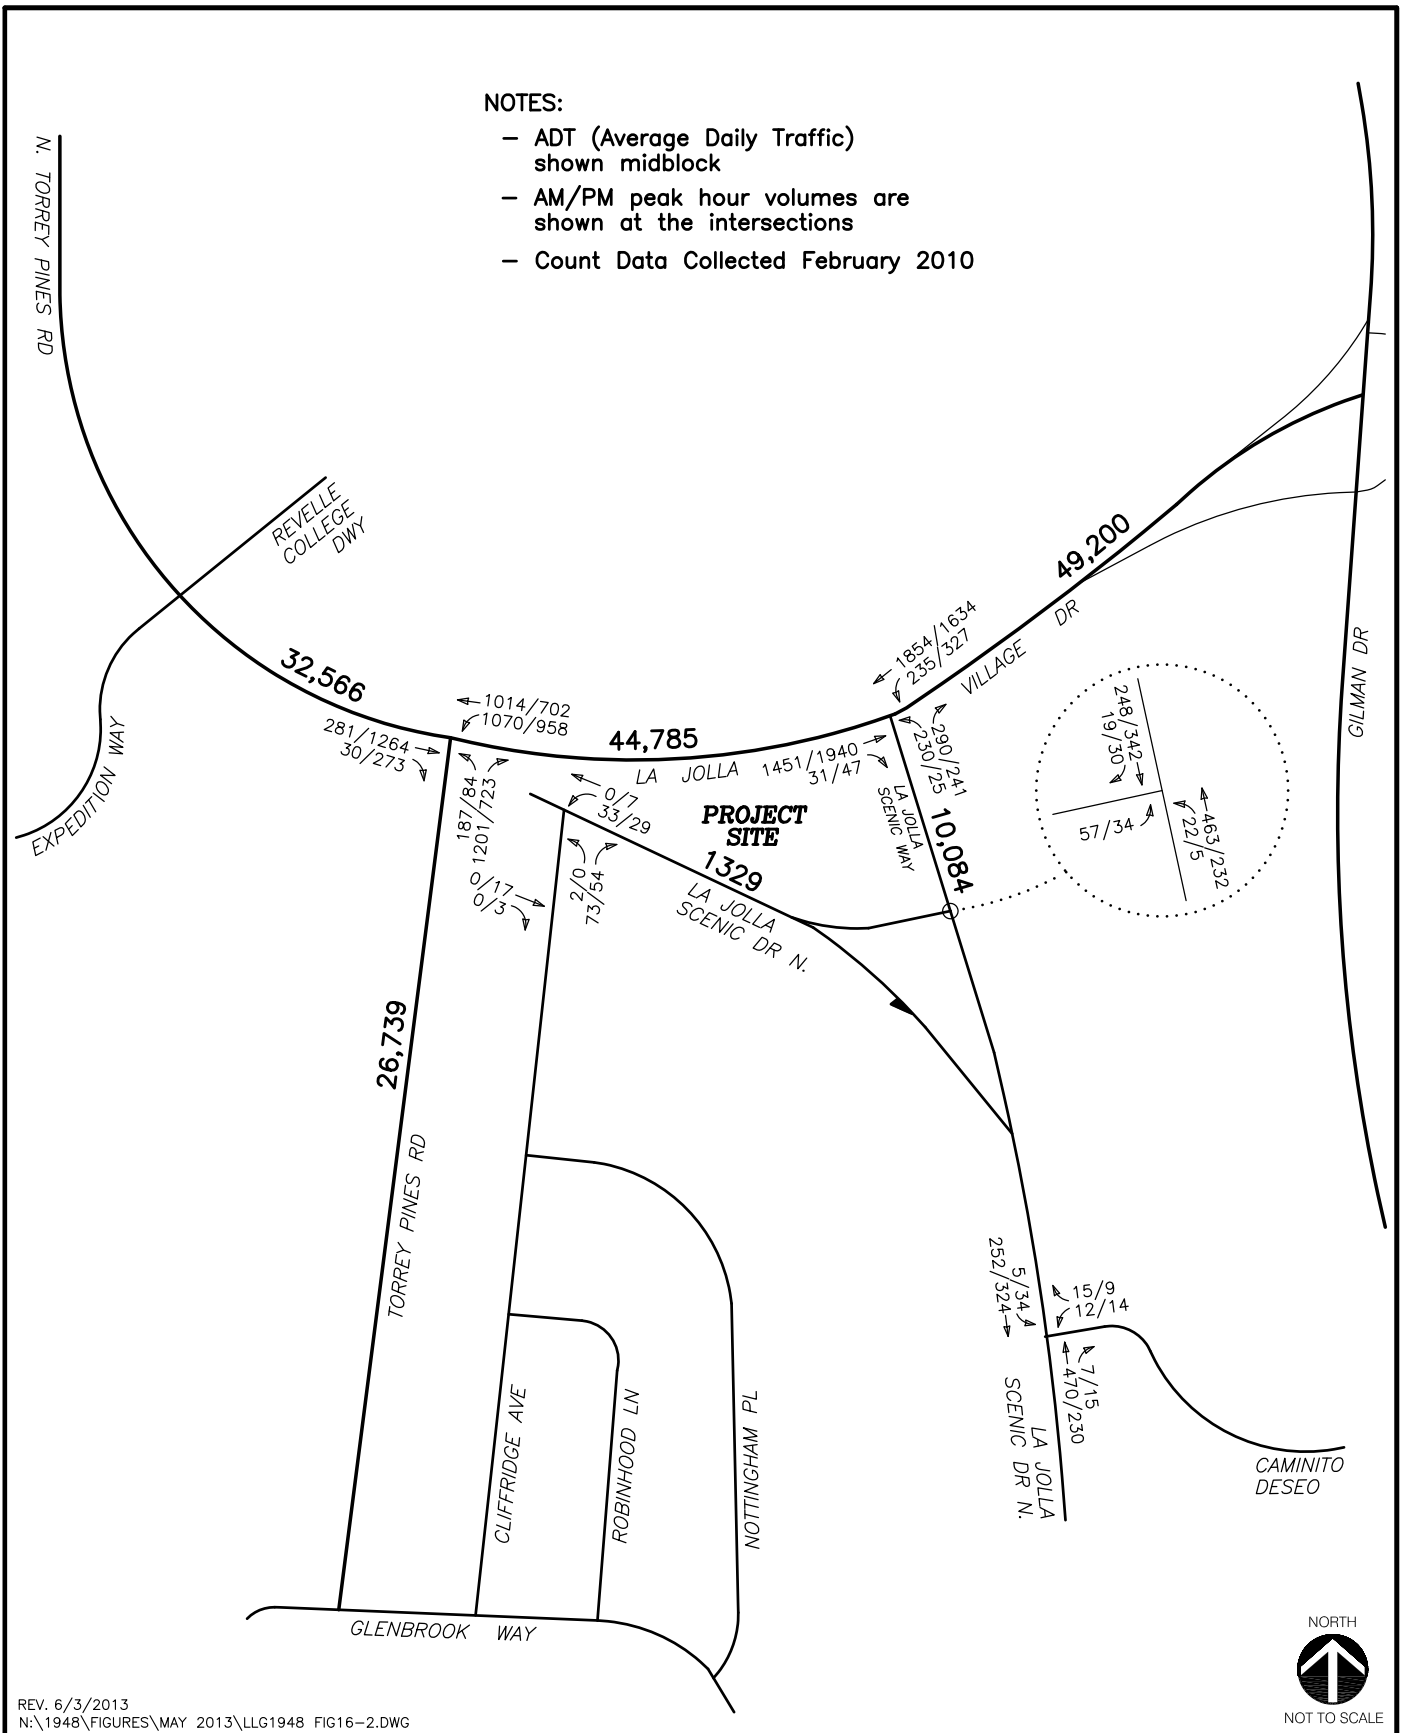 NOTES:
– ADT (Average Daily Traffic)
shown midblock
– AM/PM peak hour volumes are
shown at the intersections
– Count Data Collected February 2010
N. TORREY PINES RD
REVELLE
COLLEGE
DWY
EXPEDITION WAY
32,566
281/1264
30/273
1014/702
1070/958
187/84
1201/723
44,785
LA JOLLA
VILLAGE
DR
49,200
1854/1634
235/327
1451/1940
31/47
290/241
230/25
LA JOLLA
SCENIC WAY
10,084
GILMAN DR
248/342
19/30
57/34
463/232
22/5
0/7
33/29
2/0
73/54
0/17
0/3
PROJECT
SITE
1329
LA JOLLA
SCENIC DR N.
26,739
TORREY PINES RD
5/34
252/324
15/9
12/14
7/15
470/230
LA JOLLA
SCENIC DR N.
CAMINITO
DESEO
CLIFFRIDGE AVE
ROBINHOOD LN
NOTTINGHAM PL
GLENBROOK WAY
NORTH
NOT TO SCALE
REV. 6/3/2013
N:\1948\FIGURES\MAY 2013\LLG1948 FIG16-2.DWG